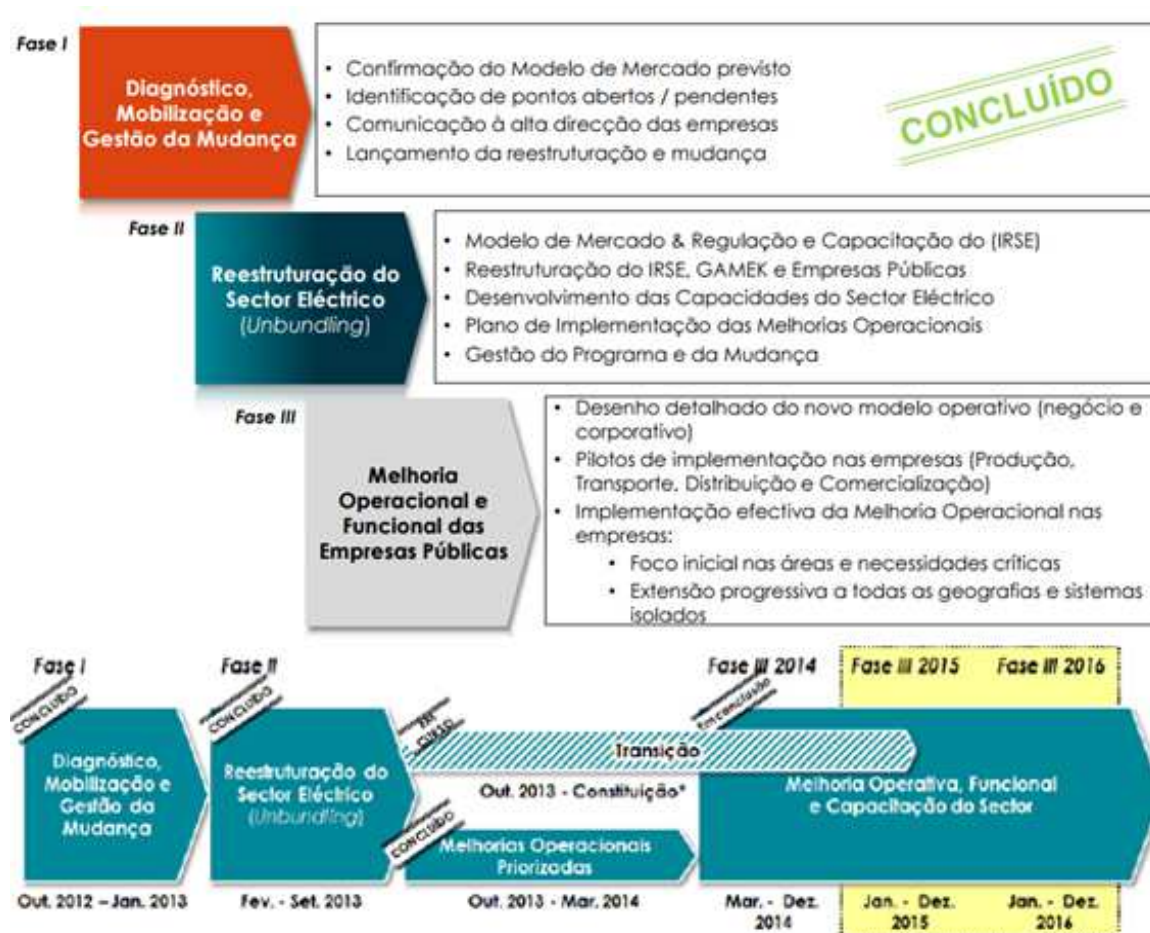 Fase I
Diagnóstico,
Mobilização e
Gestão da Mudança
• Confirmação do Modelo de Mercado previsto
• Identificação de pontos abertos / pendentes
• Comunicação à alta direcção das empresas
• Lançamento da reestruturação e mudança
CONCLUÍDO
Fase II
Reestruturação do
Sector Eléctrico
(Unbundling)
• Modelo de Mercado & Regulação e Capacitação do (IRSE)
• Reestruturação do IRSE, GAMEK e Empresas Públicas
• Desenvolvimento das Capacidades do Sector Eléctrico
• Plano de Implementação das Melhorias Operacionais
• Gestão do Programa e da Mudança
Fase III
Melhoria
Operacional e
Funcional das
Empresas Públicas
• Desenho detalhado do novo modelo operativo (negócio e
corporativo)
• Pilotos de implementação nas empresas (Produção,
Transporte, Distribuição e Comercialização)
• Implementação efectiva da Melhoria Operacional nas
empresas:
• Foco inicial nas áreas e necessidades críticas
• Extensão progressiva a todas as geografias e sistemas
isolados
Fase I
CONCLUÍDO
Diagnóstico,
Mobilização e
Gestão da
Mudança
Out. 2012 – Jan. 2013
Fase II
CONCLUÍDO
Reestruturação do
Sector Eléctrico
(Unbundling)
Fev. - Set. 2013
EM
CURSO
Transição
Out. 2013 - Constituição*
CONCLUÍDO
Melhorias Operacionais
Priorizadas
Out. 2013 - Mar. 2014
Fase III 2014
Fase III 2015
Fase III 2016
Em conclusão
Melhoria Operativa, Funcional
e Capacitação do Sector
Mar. - Dez.
2014
Jan. - Dez.
2015
Jan. - Dez.
2016